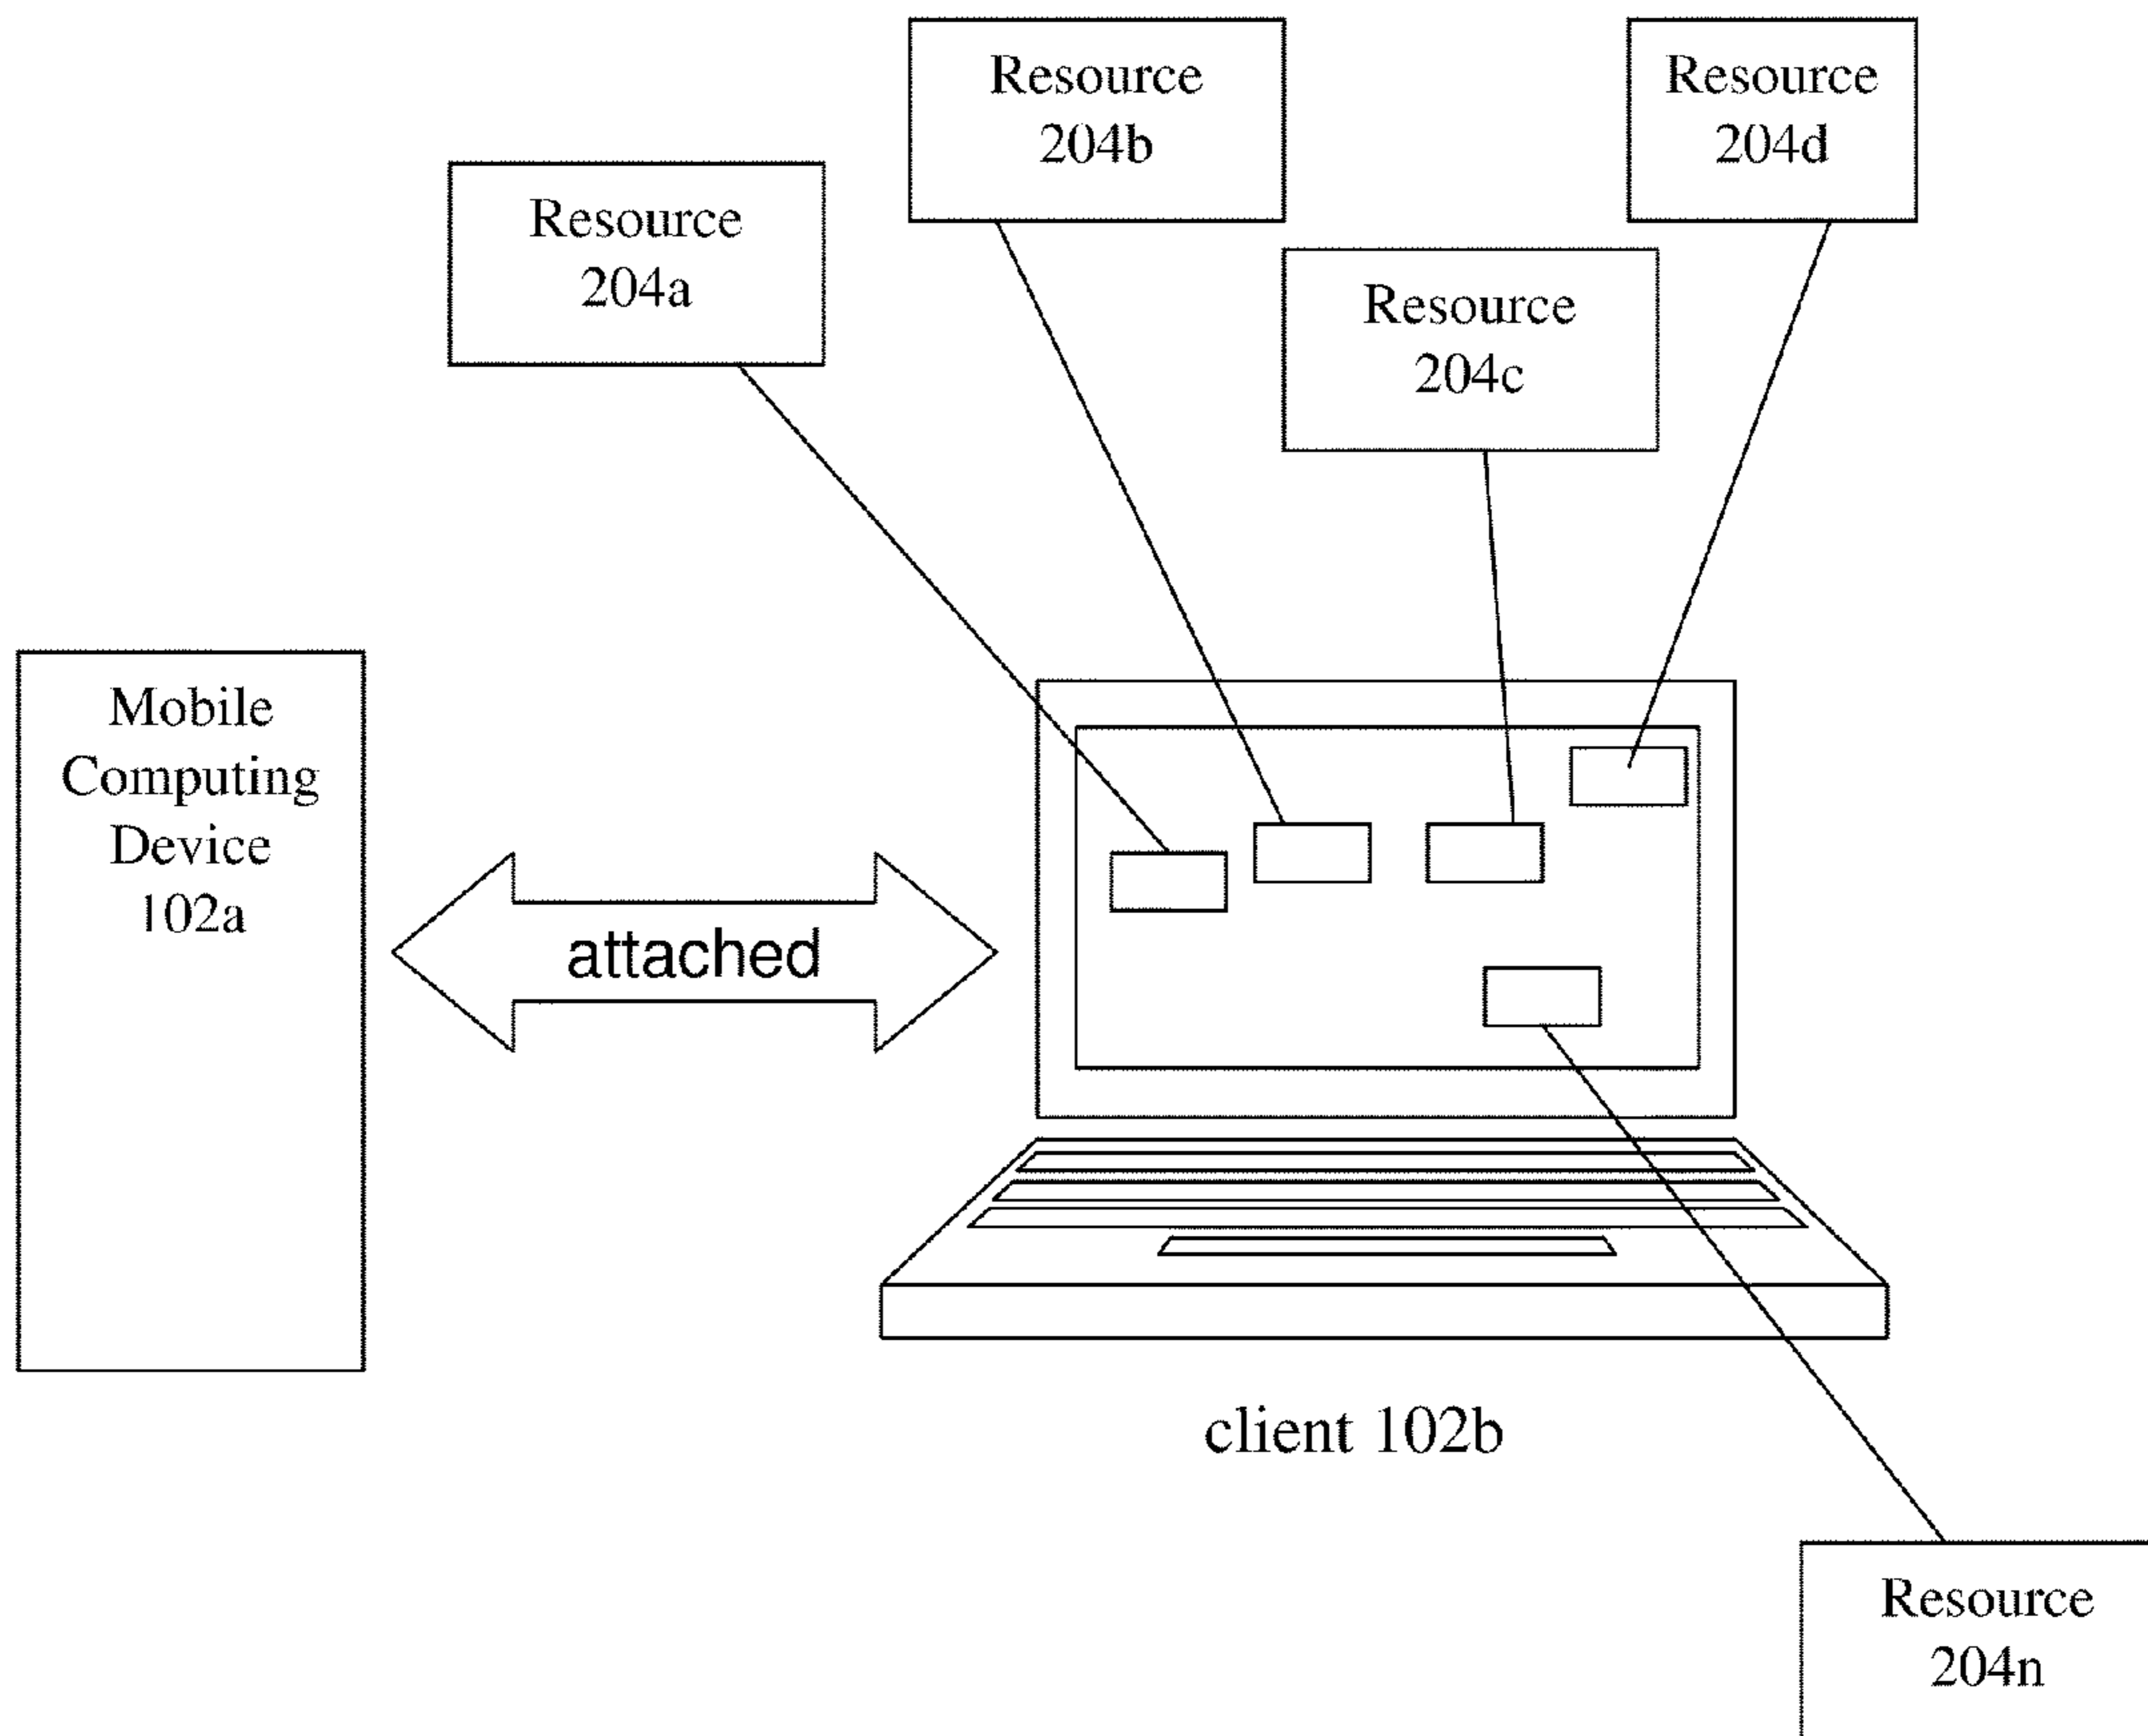 Resource
204b
Resource
204d
Resource
204a
Resource
204c
Mobile
Computing
Device
102a
attached
client 102b
Resource
204n